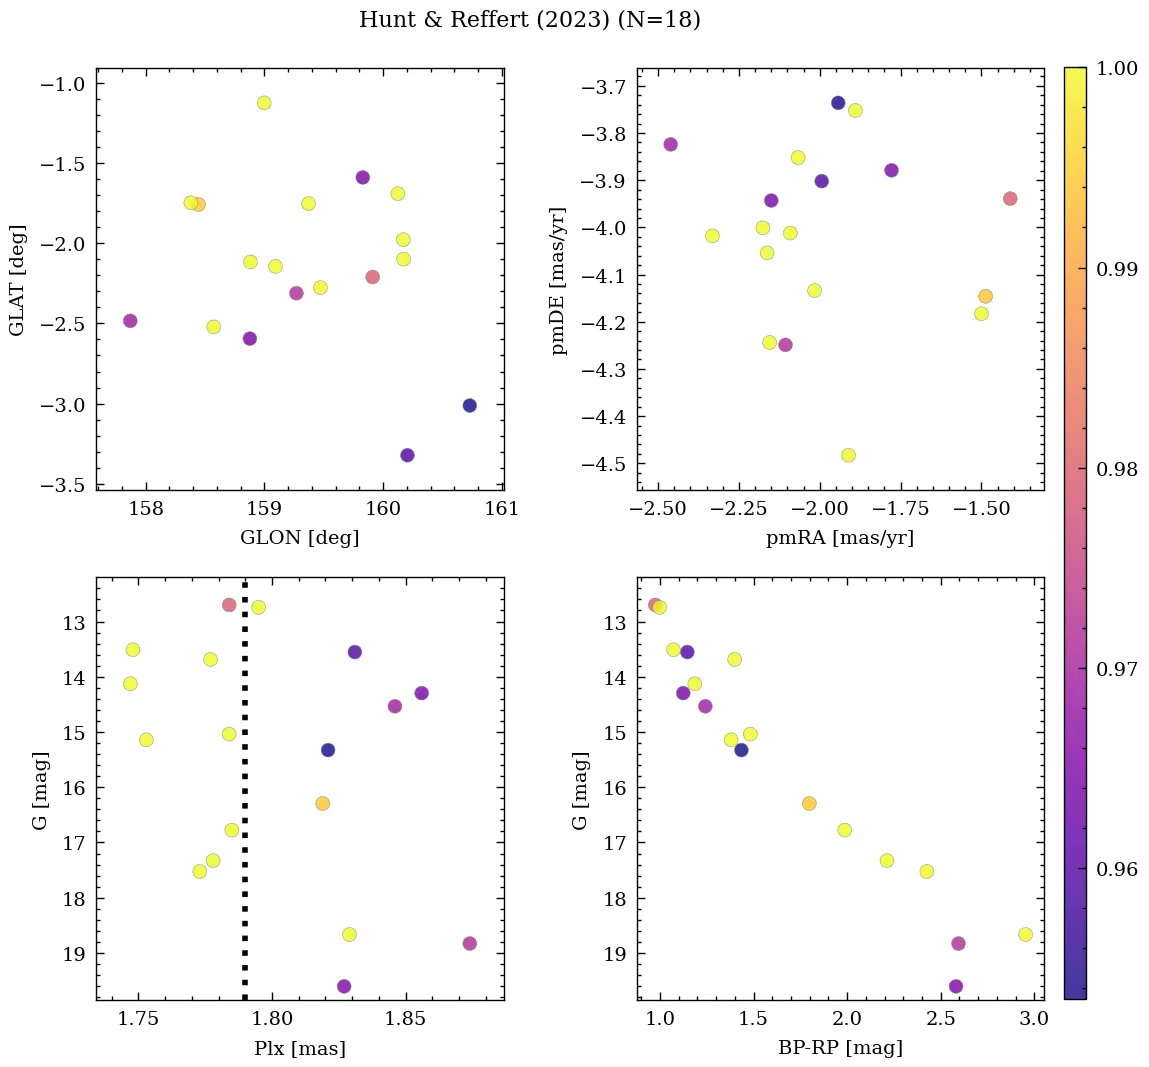 Hunt & Reffert (2023) (N=18)
−1.0
−1.5
−2.0
−2.5
−3.0
−3.5
GLAT [deg]
158 159 160 161
GLON [deg]
−3.7
−3.8
−3.9
−4.0
−4.1
−4.2
−4.3
−4.4
−4.5
pmDE [mas/yr]
−2.50 −2.25 −2.00 −1.75 −1.50
pmRA [mas/yr]
1.00
0.99
0.98
0.97
0.96
13
14
15
16
17
18
19
G [mag]
1.75 1.80 1.85
Plx [mas]
13
14
15
16
17
18
19
G [mag]
1.0 1.5 2.0 2.5 3.0
BP-RP [mag]